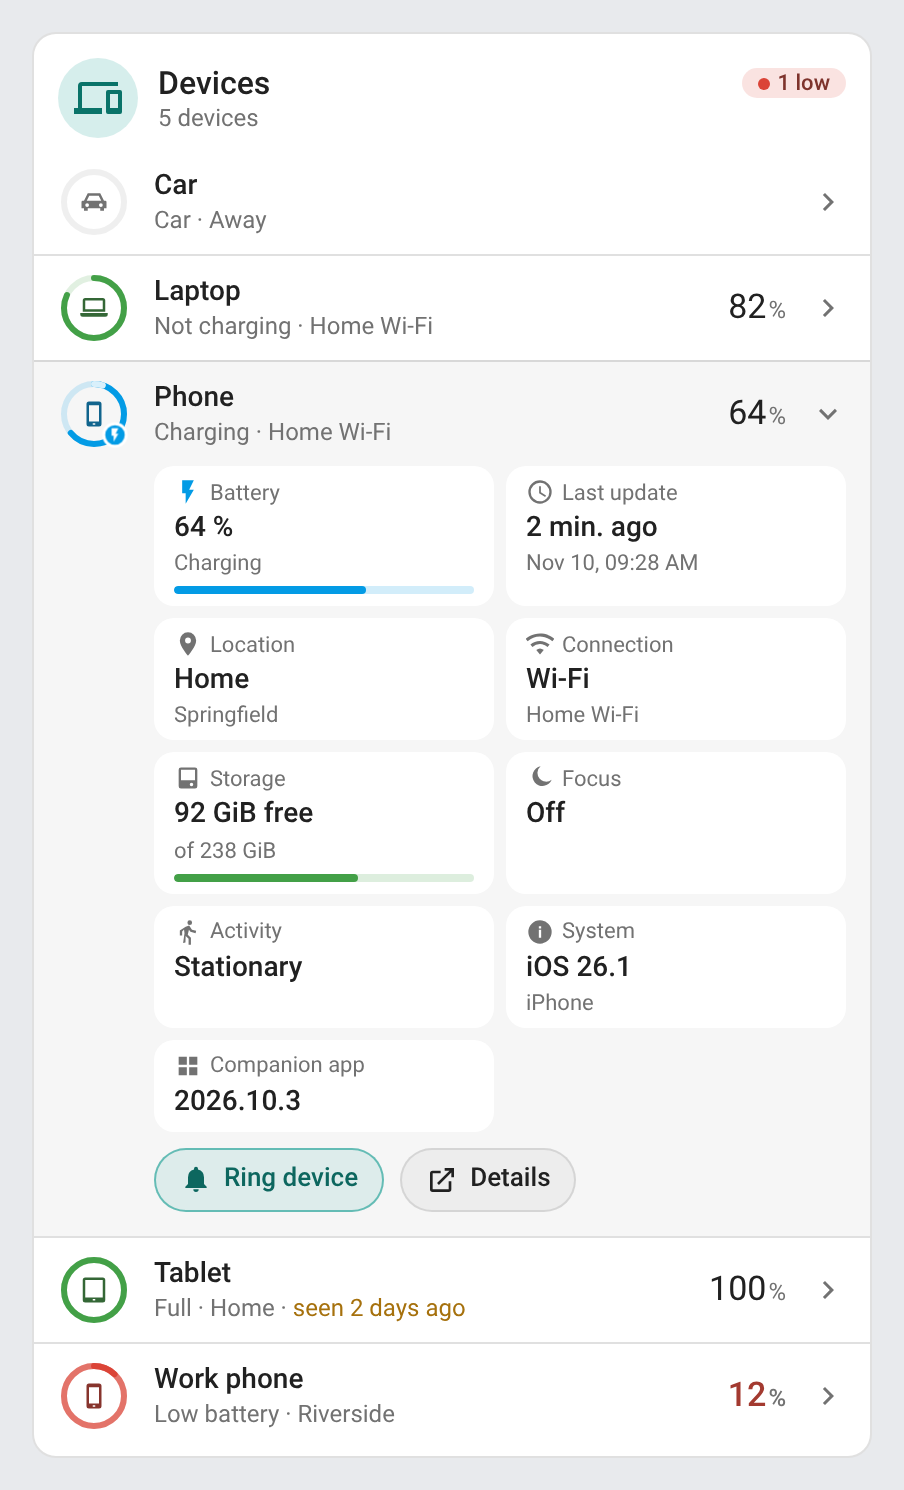 Devices
5 devices
1 low
Car
Car · Away
Laptop
Not charging · Home Wi-Fi
82%
Phone
Charging · Home Wi-Fi
64%
Battery
64 %
Charging
Last update
2 min. ago
Nov 10, 09:28 AM
Location
Home
Springfield
Connection
Wi-Fi
Home Wi-Fi
Storage
92 GiB free
of 238 GiB
Focus
Off
Activity
Stationary
System
iOS 26.1
iPhone
Companion app
2026.10.3
Ring device
Details
Tablet
Full · Home · seen 2 days ago
100%
Work phone
Low battery · Riverside
12%